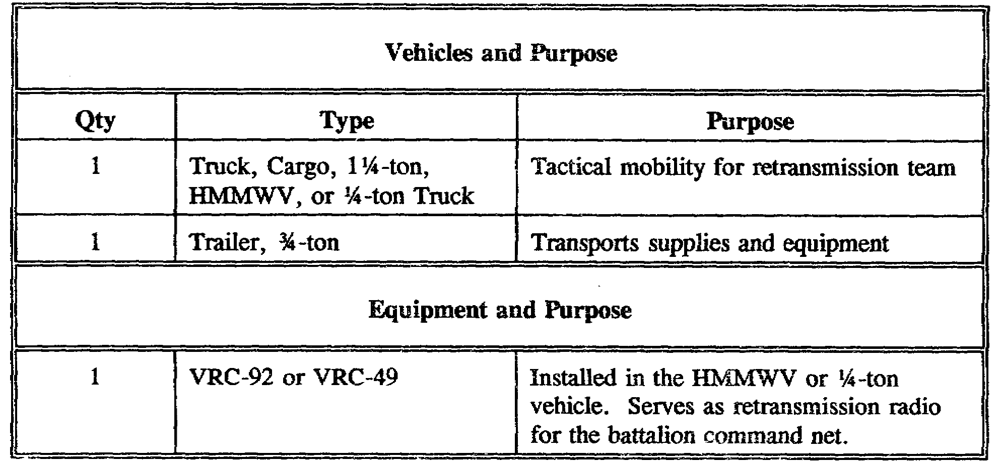 Vehicles and Purpose
Qty Type Purpose
1 Truck, Cargo, 1¼-ton, Tactical mobility for retransmission team
HMMWV, or ¼-ton Truck
1 Trailer, ¾-ton Transports supplies and equipment
Equipment and Purpose
1 VRC-92 or VRC-49 Installed in the HMMWV or ¼-ton
vehicle. Serves as retransmission radio
for the battalion command net.